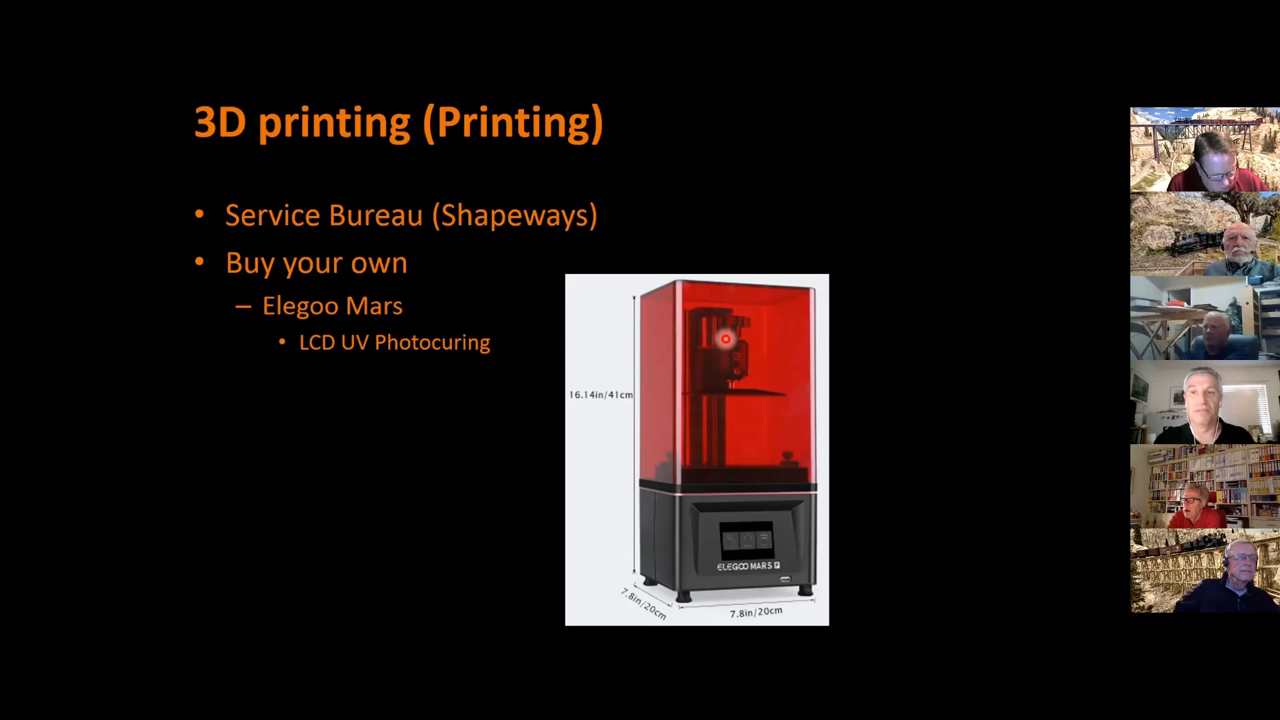 3D printing (Printing)
• Service Bureau (Shapeways)
• Buy your own
– Elegoo Mars
• LCD UV Photocuring
16.14in/41cm
ELEGOO MARS P
7.8in/20cm
7.8in/20cm